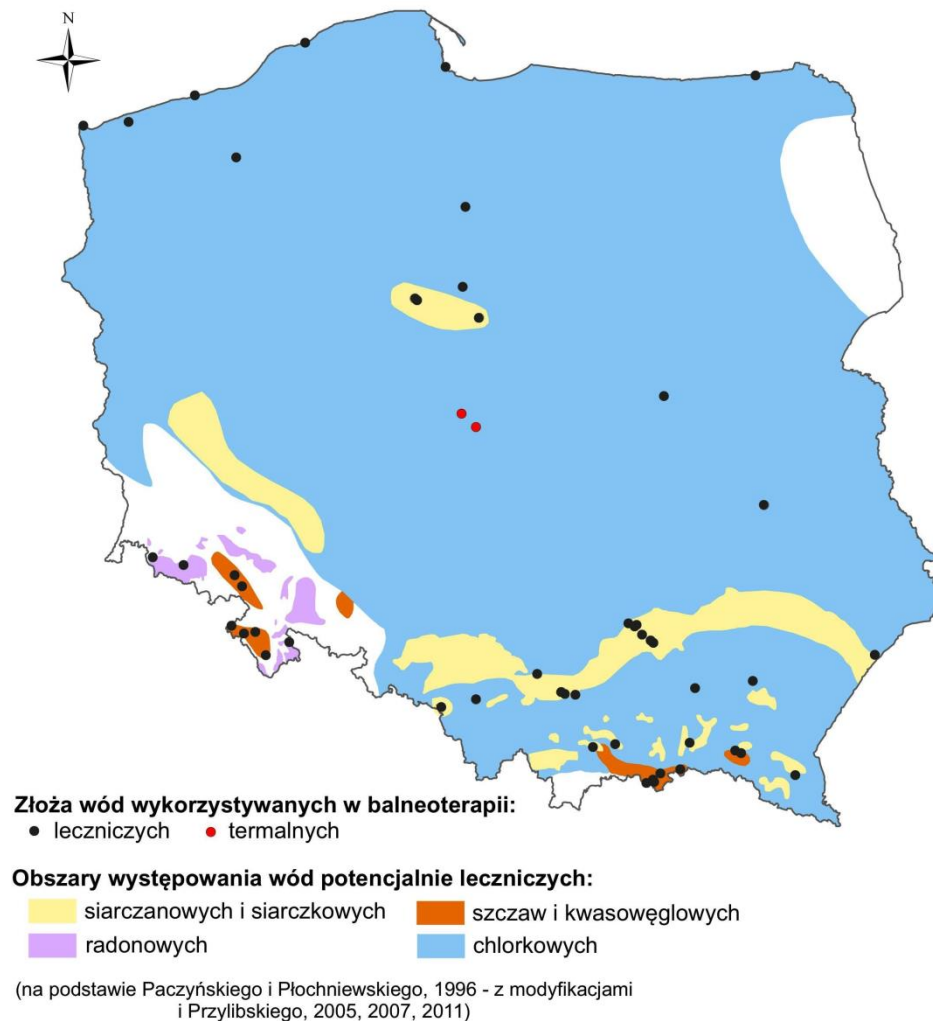 N
Złoża wód wykorzystywanych w balneoterapii:
leczniczych termalnych
Obszary występowania wód potencjalnie leczniczych:
siarczanowych i siarczkowych szczaw i kwasowęglowych
radonowych chlorkowych
(na podstawie Paczyńskiego i Płochniewskiego, 1996 - z modyfikacjami
i Przylibskiego, 2005, 2007, 2011)